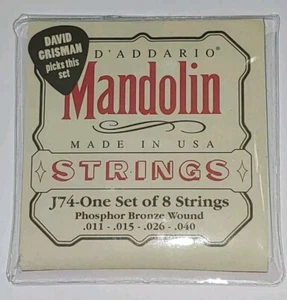 DAVID
GRISMAN
picks this
set
D'ADDARIO®
Mandolin
MADE IN USA
STRINGS
J74-One Set of 8 Strings
Phosphor Bronze Wound
.011 - .015 - .026 - .040